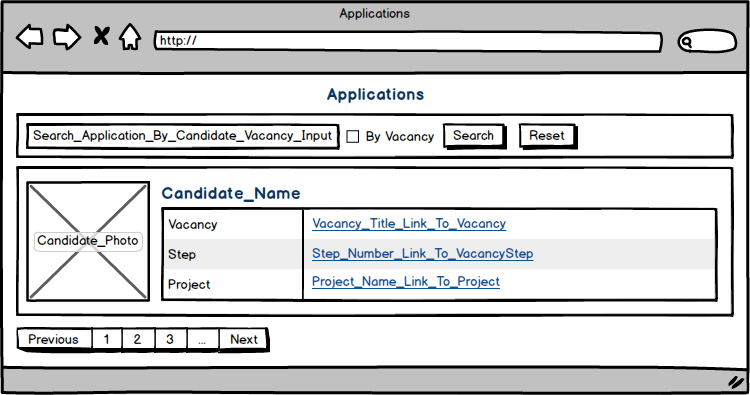 Applications
http://
Applications
Search_Application_By_Candidate_Vacancy_Input By Vacancy Search Reset
Candidate_Name
Candidate_Photo
Vacancy Vacancy_Title_Link_To_Vacancy
Step Step_Number_Link_To_VacancyStep
Project Project_Name_Link_To_Project
Previous 1 2 3 ... Next